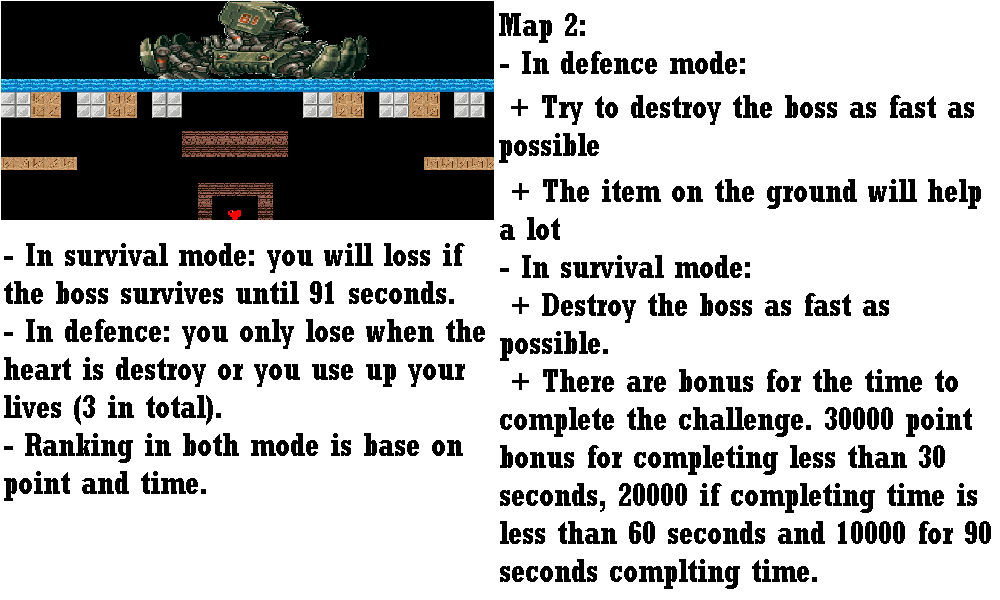 - In survival mode: you will loss if
the boss survives until 91 seconds.
- In defence: you only lose when the
heart is destroy or you use up your
lives (3 in total).
- Ranking in both mode is base on
point and time.
Map 2:
- In defence mode:
+ Try to destroy the boss as fast as
possible
+ The item on the ground will help
a lot
- In survival mode:
+ Destroy the boss as fast as
possible.
+ There are bonus for the time to
complete the challenge. 30000 point
bonus for completing less than 30
seconds, 20000 if completing time is
less than 60 seconds and 10000 for 90
seconds complting time.